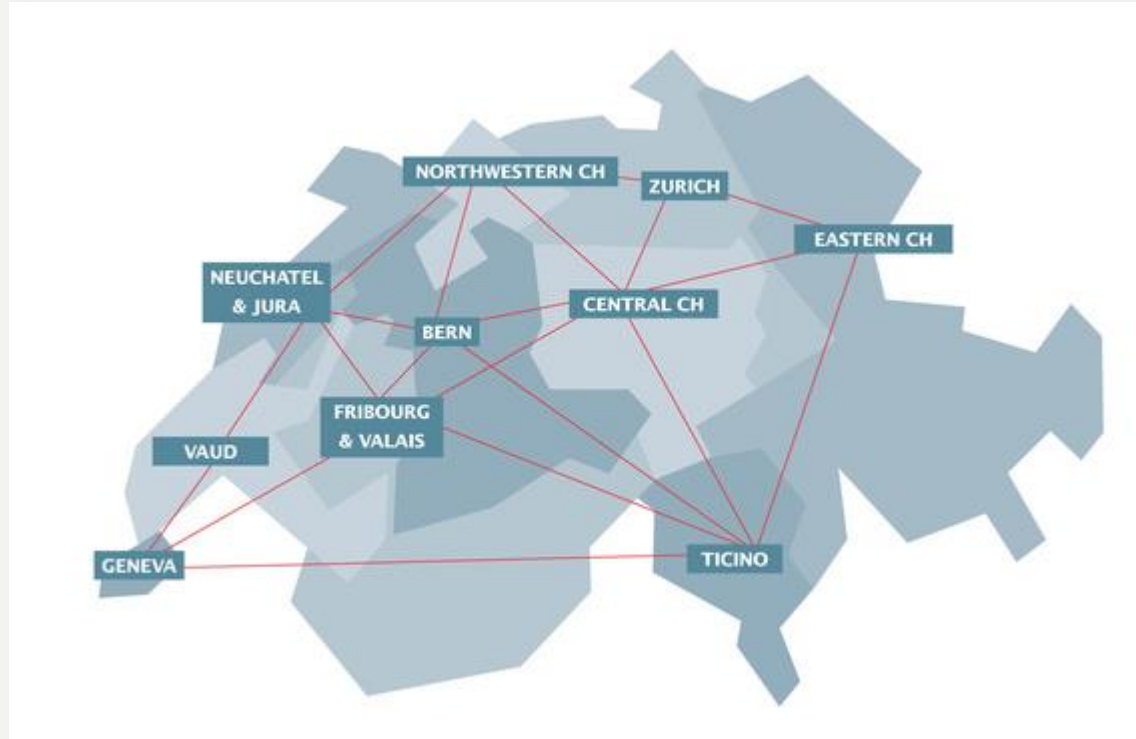 NORTHWESTERN CH
ZURICH
EASTERN CH
NEUCHATEL
& JURA
CENTRAL CH
BERN
FRIBOURG
& VALAIS
VAUD
GENEVA
TICINO